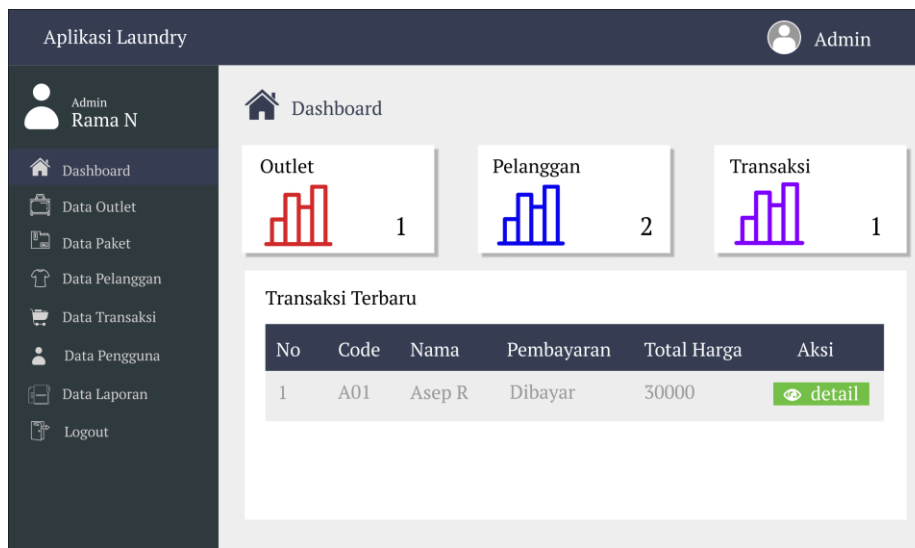 Aplikasi Laundry
Admin
Admin
Rama N
Dashboard
Data Outlet
Data Paket
Data Pelanggan
Data Transaksi
Data Pengguna
Data Laporan
Logout
Dashboard
Outlet
1
Pelanggan
2
Transaksi
1
Transaksi Terbaru
No Code Nama Pembayaran Total Harga Aksi
1 A01 Asep R Dibayar 30000 detail